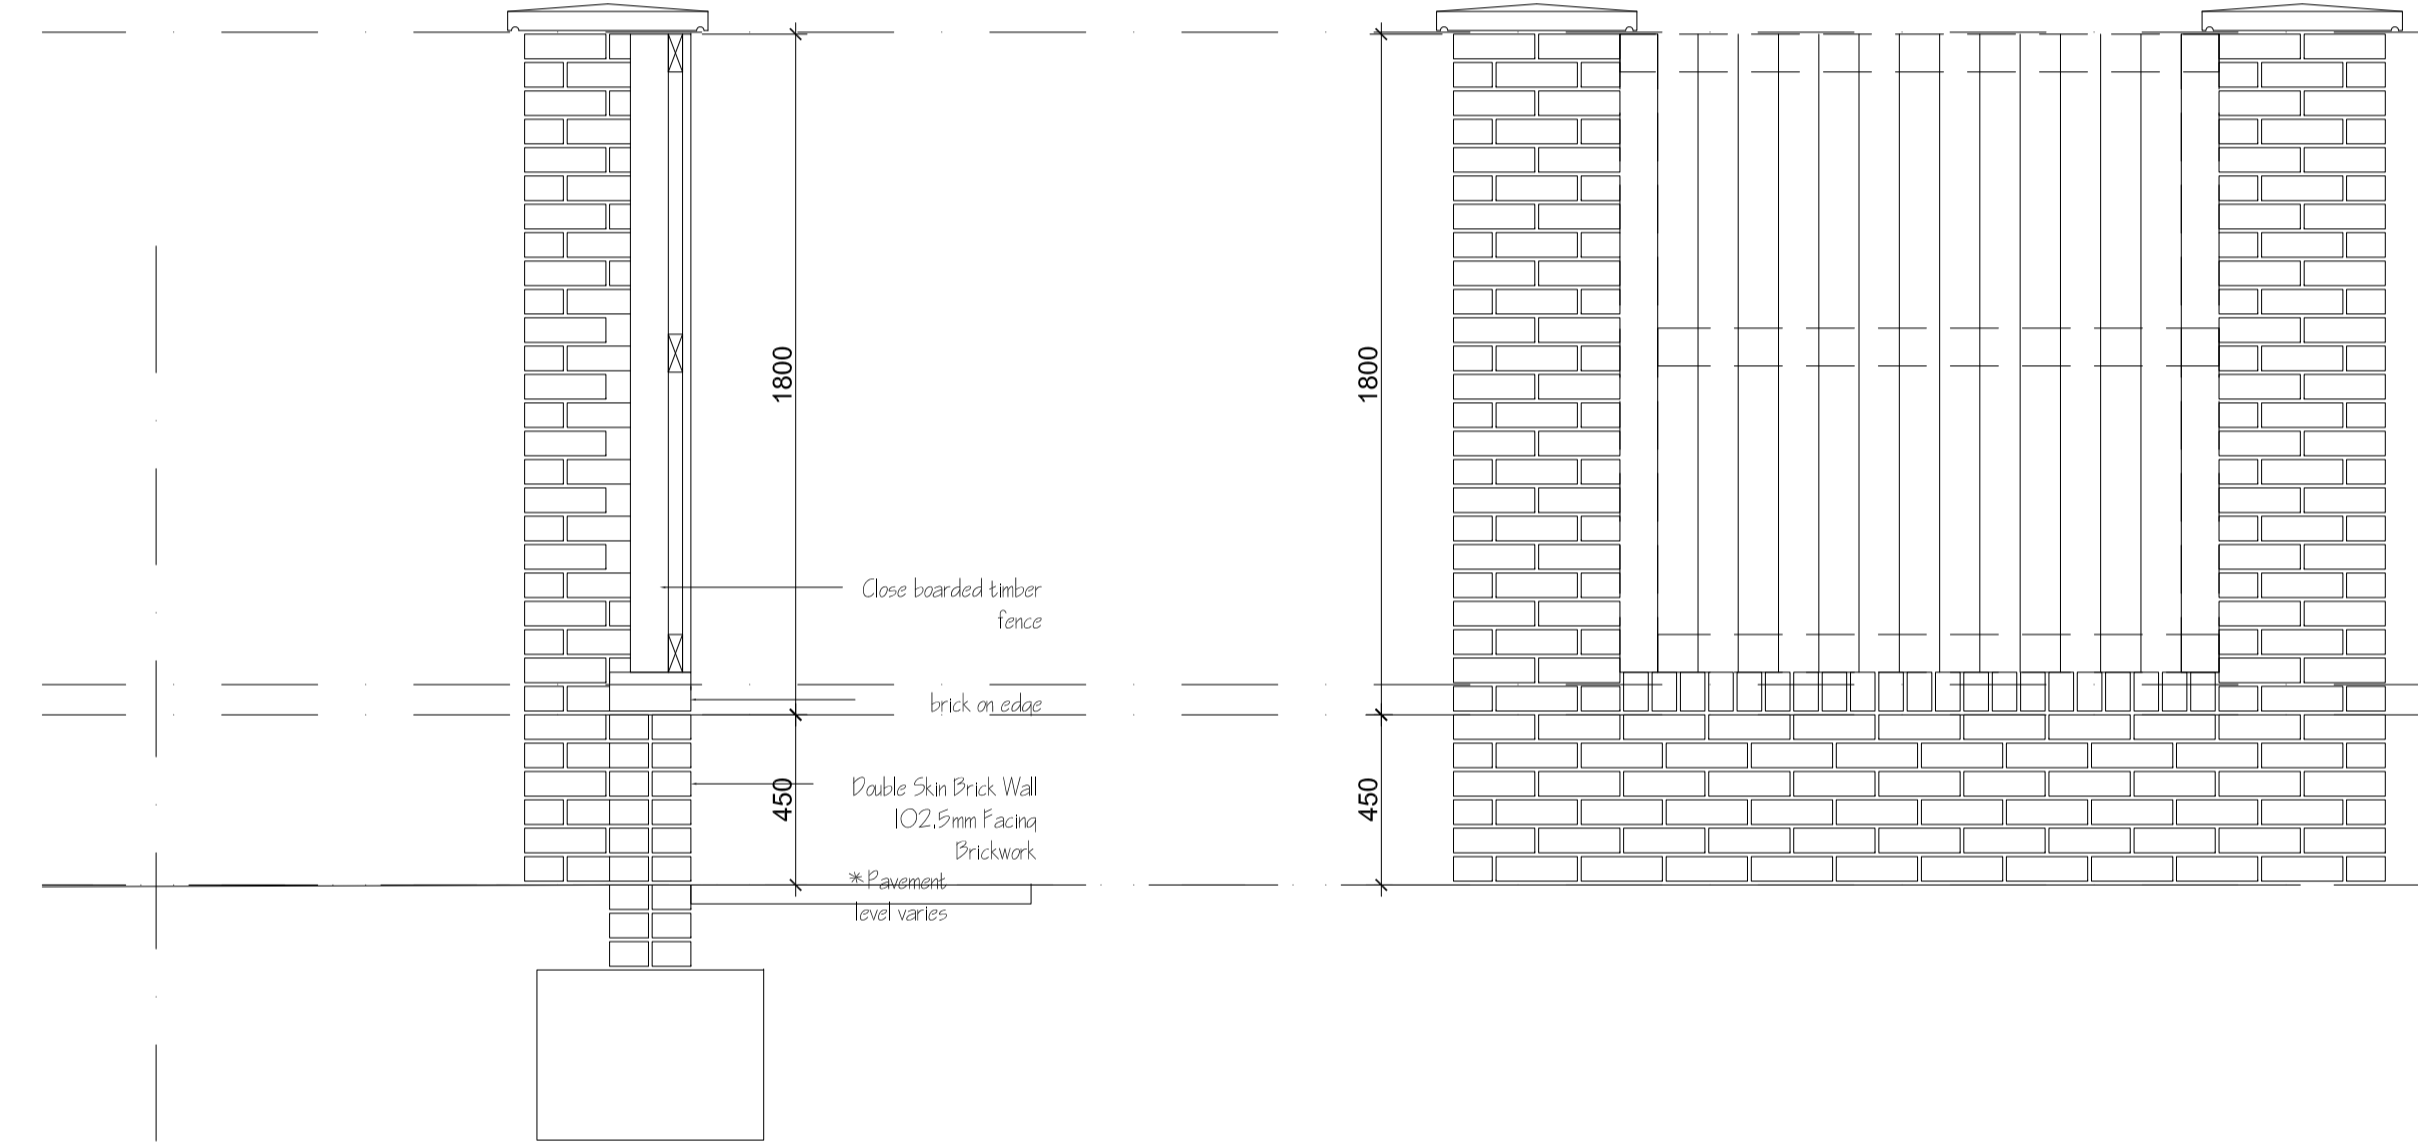 1800
1800
Close boarded timber
fence
brick on edge
450
450
Double Skin Brick Wall
102.5mm Facing
Brickwork
* Pavement
level varies